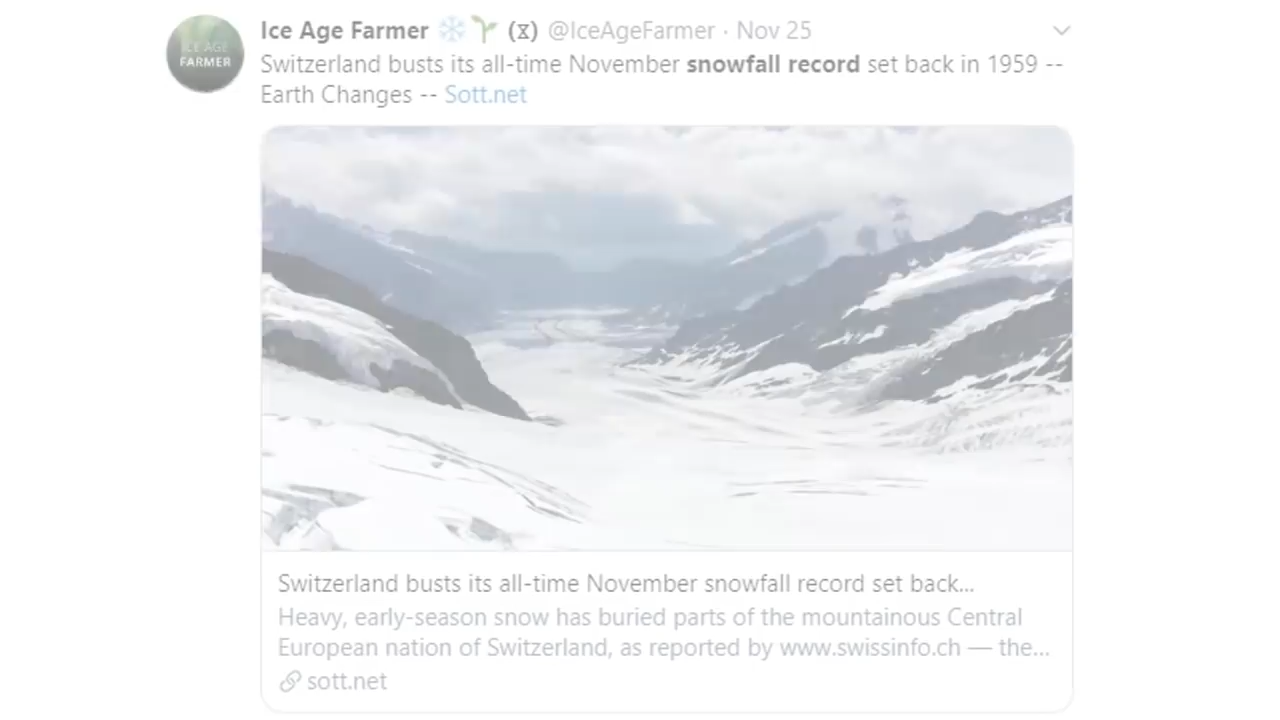 Ice Age Farmer ❄️🌱 (⧖) @IceAgeFarmer · Nov 25
ICE AGE
FARMER
Switzerland busts its all-time November snowfall record set back in 1959 --
Earth Changes -- Sott.net
Switzerland busts its all-time November snowfall record set back...
Heavy, early-season snow has buried parts of the mountainous Central
European nation of Switzerland, as reported by www.swissinfo.ch — the...
sott.net